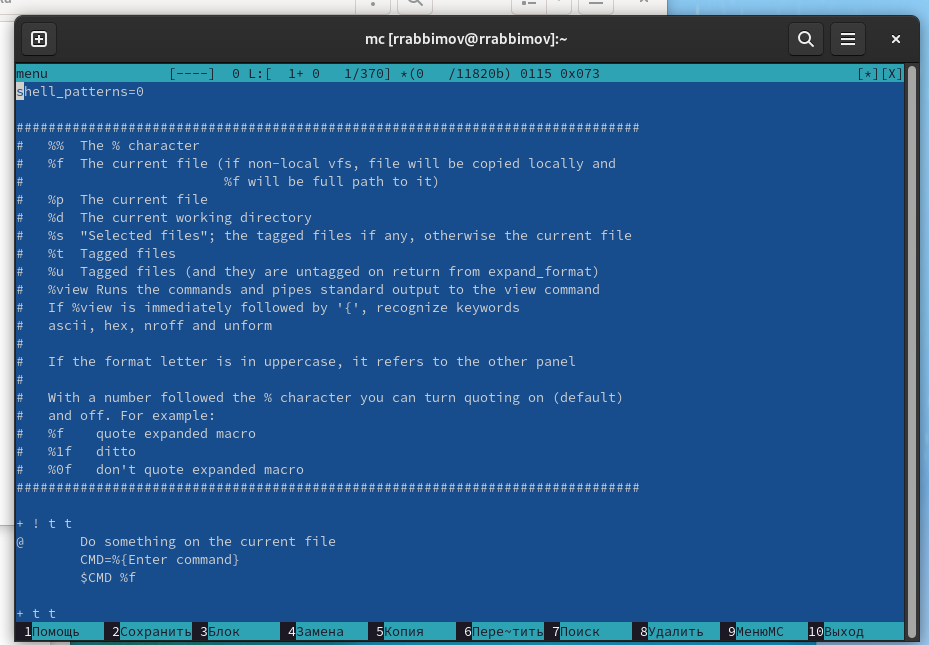 mc [rrabbimov@rrabbimov]:~
menu [----] 0 L:[ 1+ 0 1/370] *(0 /11820b) 0115 0x073 [*][X]
shell_patterns=0
##############################################################################
# %% The % character
# %f The current file (if non-local vfs, file will be copied locally and
# %f will be full path to it)
# %p The current file
# %d The current working directory
# %s "Selected files"; the tagged files if any, otherwise the current file
# %t Tagged files
# %u Tagged files (and they are untagged on return from expand_format)
# %view Runs the commands and pipes standard output to the view command
# If %view is immediately followed by '{', recognize keywords
# ascii, hex, nroff and unform
#
# If the format letter is in uppercase, it refers to the other panel
#
# With a number followed the % character you can turn quoting on (default)
# and off. For example:
# %f quote expanded macro
# %1f ditto
# %0f don't quote expanded macro
##############################################################################
+ ! t t
@ Do something on the current file
CMD=%{Enter command}
$CMD %f
+ t t
1Помощь 2Сохранить 3Блок 4Замена 5Копия 6Пере~тить 7Поиск 8Удалить 9МенюMC 10Выход